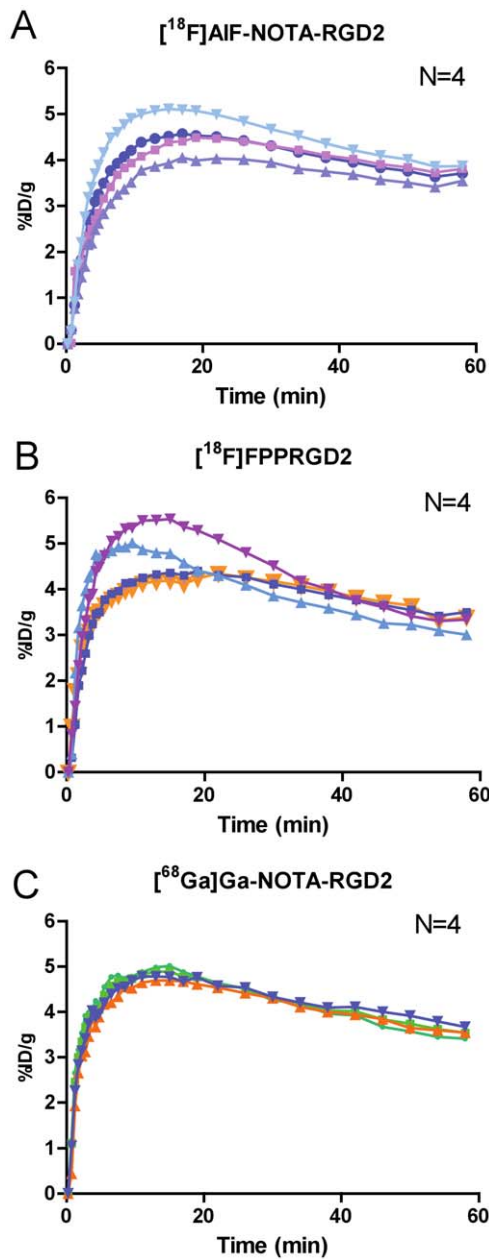 A
[¹⁸F]AlF-NOTA-RGD2
N=4
6
5
4
3
2
1
0
%ID/g
0 20 40 60
Time (min)
B
[¹⁸F]FPPRGD2
N=4
6
5
4
3
2
1
0
%ID/g
0 20 40 60
Time (min)
C
[⁶⁸Ga]Ga-NOTA-RGD2
N=4
6
5
4
3
2
1
0
%ID/g
0 20 40 60
Time (min)